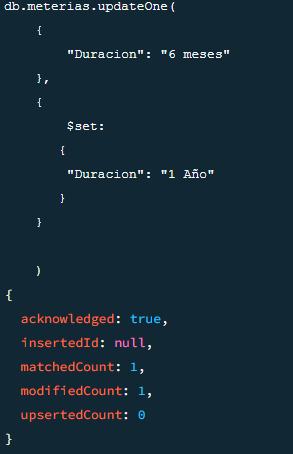 db.meterias.updateOne(
{
"Duracion": "6 meses"
},
{
$set:
{
"Duracion": "1 Año"
}
}
)
{
acknowledged: true,
insertedId: null,
matchedCount: 1,
modifiedCount: 1,
upsertedCount: 0
}